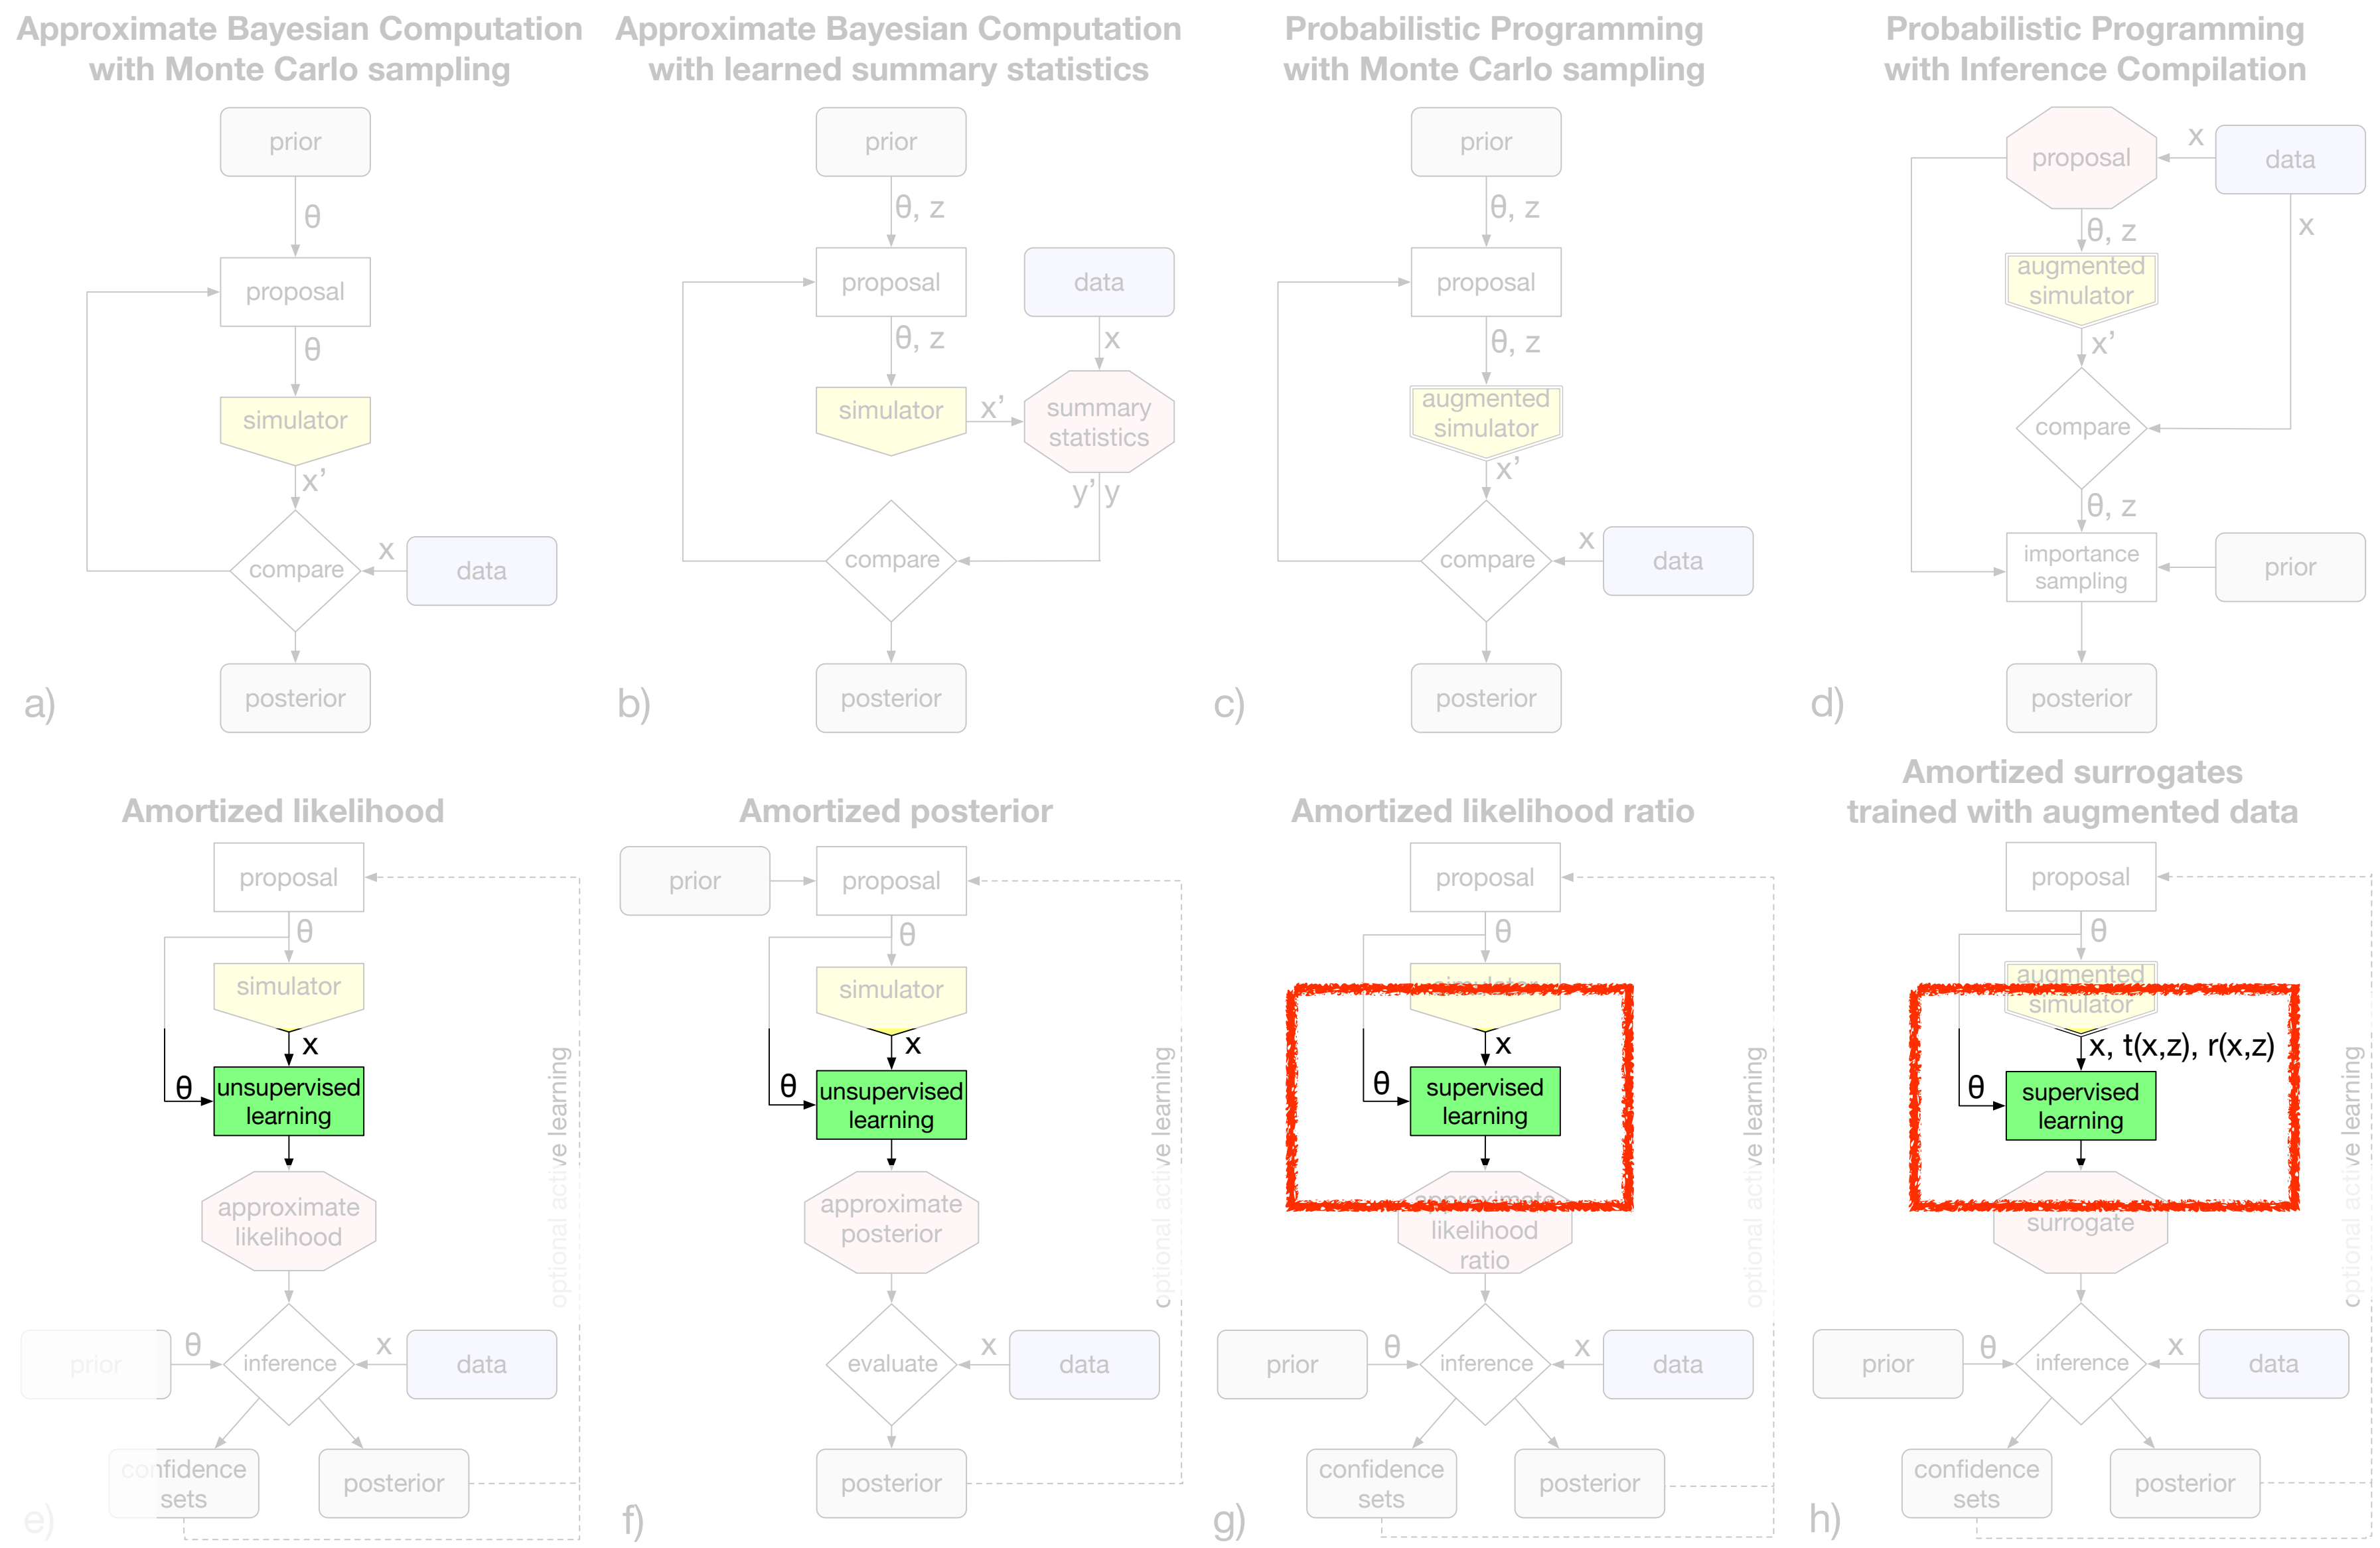 Approximate Bayesian Computation
with Monte Carlo sampling
prior
θ
proposal
θ
simulator
x’
compare
x
data
posterior
a)
Approximate Bayesian Computation
with learned summary statistics
prior
θ, z
proposal
data
θ, z
x
simulator
x’
summary
statistics
y’ y
compare
posterior
b)
Probabilistic Programming
with Monte Carlo sampling
prior
θ, z
proposal
θ, z
augmented
simulator
x’
compare
x
data
posterior
c)
Probabilistic Programming
with Inference Compilation
proposal
x
data
θ, z
x
augmented
simulator
x’
compare
θ, z
importance
sampling
prior
posterior
d)
Amortized likelihood
proposal
θ
simulator
x
θ
unsupervised
learning
optional active learning
approximate
likelihood
prior
θ
inference
x
data
confidence
sets
posterior
e)
Amortized posterior
prior
proposal
θ
simulator
x
θ
unsupervised
learning
optional active learning
approximate
posterior
evaluate
x
data
posterior
f)
Amortized likelihood ratio
proposal
θ
simulator
x
θ
supervised
learning
optional active learning
approximate
likelihood
ratio
prior
θ
inference
x
data
confidence
sets
posterior
g)
Amortized surrogates
trained with augmented data
proposal
θ
augmented
simulator
x, t(x,z), r(x,z)
θ
supervised
learning
optional active learning
surrogate
prior
θ
inference
x
data
confidence
sets
posterior
h)